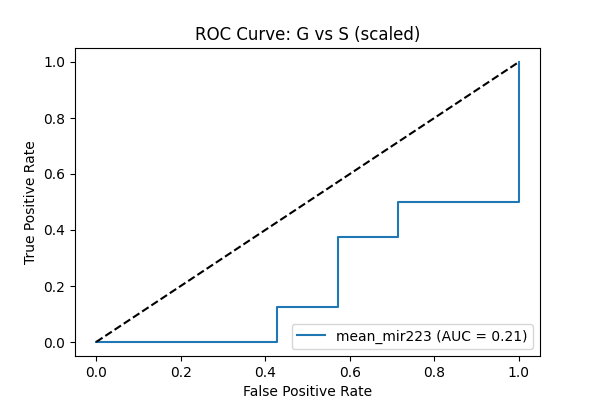 ROC Curve: G vs S (scaled)
True Positive Rate
1.0
0.8
0.6
0.4
0.2
0.0
mean_mir223 (AUC = 0.21)
0.0 0.2 0.4 0.6 0.8 1.0
False Positive Rate